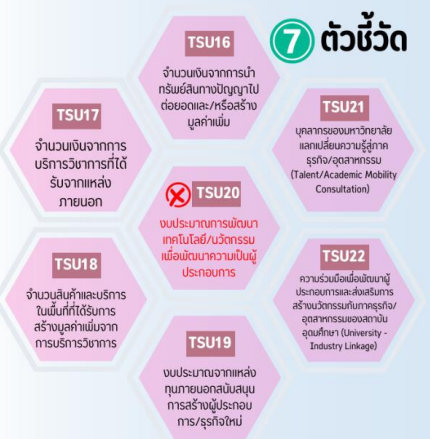 7 ตัวชี้วัด
TSU16
จำนวนเงินจากการนำ
ทรัพย์สินทางปัญญาไป
ต่อยอดและ/หรือสร้าง
มูลค่าเพิ่ม
TSU17
จำนวนเงินจากการ
บริการวิชาการที่ได้
รับจากแหล่ง
ภายนอก
TSU21
บุคลากรของมหาวิทยาลัย
แลกเปลี่ยนความรู้สู่ภาค
ธุรกิจ/อุตสาหกรรม
(Talent/Academic Mobility
Consultation)
TSU20
งบประมาณการพัฒนา
เทคโนโลยี/นวัตกรรม
เพื่อพัฒนาความเป็นผู้
ประกอบการ
TSU18
จำนวนสินค้าและบริการ
ในพื้นที่ที่ได้รับการ
สร้างมูลค่าเพิ่มจาก
การบริการวิชาการ
TSU22
ความร่วมมือเพื่อพัฒนาผู้
ประกอบการและส่งเสริมการ
สร้างนวัตกรรมกับภาคธุรกิจ/
อุตสาหกรรมของสถาบัน
อุดมศึกษา (University -
Industry Linkage)
TSU19
งบประมาณจากแหล่ง
ทุนภายนอกสนับสนุน
การสร้างผู้ประกอบ
การ/ธุรกิจใหม่